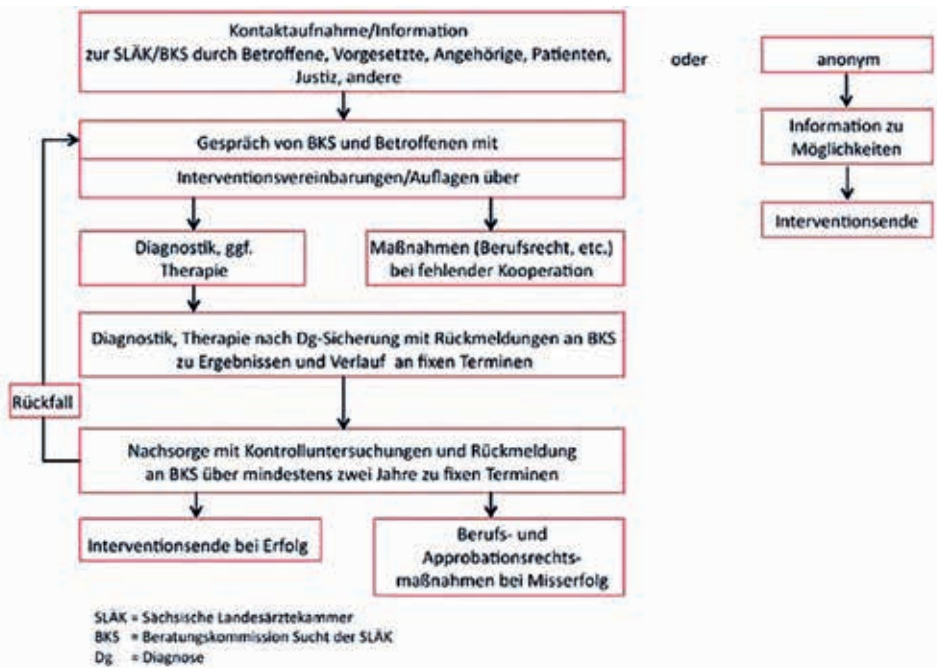 Kontaktaufnahme/Information
zur SLÄK/BKS durch Betroffene, Vorgesetzte, Angehörige, Patienten,
Justiz, andere
oder
anonym
Information zu
Möglichkeiten
Interventionsende
Gespräch von BKS und Betroffenen mit
Interventionsvereinbarungen/Auflagen über
Diagnostik, ggf.
Therapie
Maßnahmen (Berufsrecht, etc.)
bei fehlender Kooperation
Diagnostik, Therapie nach Dg-Sicherung mit Rückmeldungen an BKS
zu Ergebnissen und Verlauf an fixen Terminen
Rückfall
Nachsorge mit Kontrolluntersuchungen und Rückmeldung
an BKS über mindestens zwei Jahre zu fixen Terminen
Interventionsende bei Erfolg
Berufs- und
Approbationsrechts-
maßnahmen bei Misserfolg
SLÄK = Sächsische Landesärztekammer
BKS = Beratungskommission Sucht der SLÄK
Dg = Diagnose